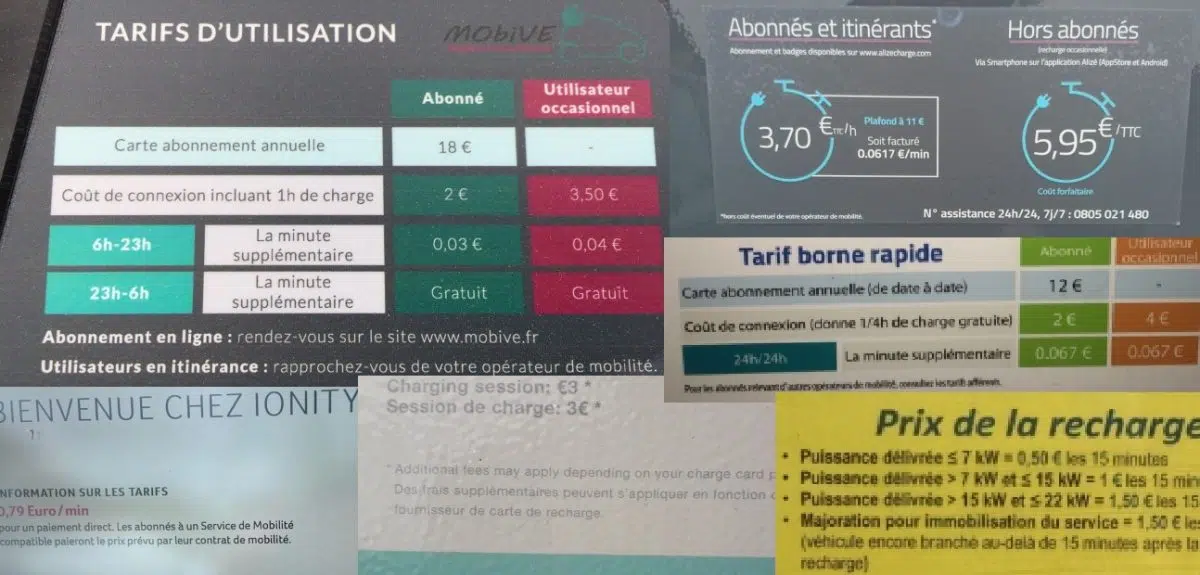 TARIFS D'UTILISATION
MOBIVE
Abonné
Utilisateur
occasionnel
Carte abonnement annuelle 18 € -
Coût de connexion incluant 1h de charge 2 € 3,50 €
6h-23h La minute
supplémentaire 0,03 € 0,04 €
23h-6h La minute
supplémentaire Gratuit Gratuit
Abonnement en ligne : rendez-vous sur le site www.mobive.fr
Utilisateurs en itinérance : rapprochez-vous de votre opérateur de mobilité.
Abonnés et itinérants*
Abonnement et badges disponibles sur www.alizecharge.com
3,70 € TTC/h
Plafond à 11 €
Soit facturé
0.0617 €/min
*hors coût éventuel de votre opérateur de mobilité.
Hors abonnés
(recharge occasionnelle)
Via Smartphone sur l'application Alizé (AppStore et Android)
5,95 €/TTC
Coût forfaitaire
N° assistance 24h/24, 7j/7 : 0805 021 480
Tarif borne rapide
Abonné
Utilisateur
occasionnel
Carte abonnement annuelle (de date à date) 12 € -
Coût de connexion (donne 1/4h de charge gratuite) 2 € 4 €
24h/24h La minute supplémentaire 0.067 € 0.067 €
Pour les abonnés relevant d'autres opérateurs de mobilité, consultez les tarifs afférents.
BIENVENUE CHEZ IONITY
NFORMATION SUR LES TARIFS
0,79 Euro/min
pour un paiement direct. Les abonnés à un Service de Mobilité
compatible paieront le prix prévu par leur contrat de mobilité.
Charging session: €3 *
Session de charge: 3€ *
*Additional fees may apply depending on your charge card p
Des frais supplémentaires peuvent s'appliquer en fonction
fournisseur de carte de recharge.
Prix de la recharge
• Puissance délivrée ≤ 7 kW = 0,50 € les 15 minutes
• Puissance délivrée > 7 kW et ≤ 15 kW = 1 € les 15 min
• Puissance délivrée > 15 kW et ≤ 22 kW = 1,50 € les 15
• Majoration pour immobilisation du service = 1,50 € les
(véhicule encore branché au-delà de 15 minutes après la
recharge)